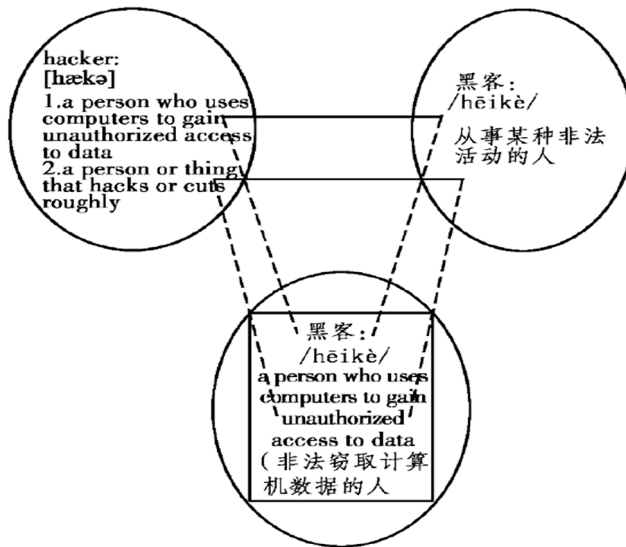 hacker:
[hækə]
1.a person who uses
computers to gain
unauthorized access
to data
2.a person or thing
that hacks or cuts
roughly
黑客：
/hēikè/
从事某种非法
活动的人
黑客：
/hēikè/
a person who uses
computers to gain
unauthorized
access to data
(非法窃取计算
机数据的人